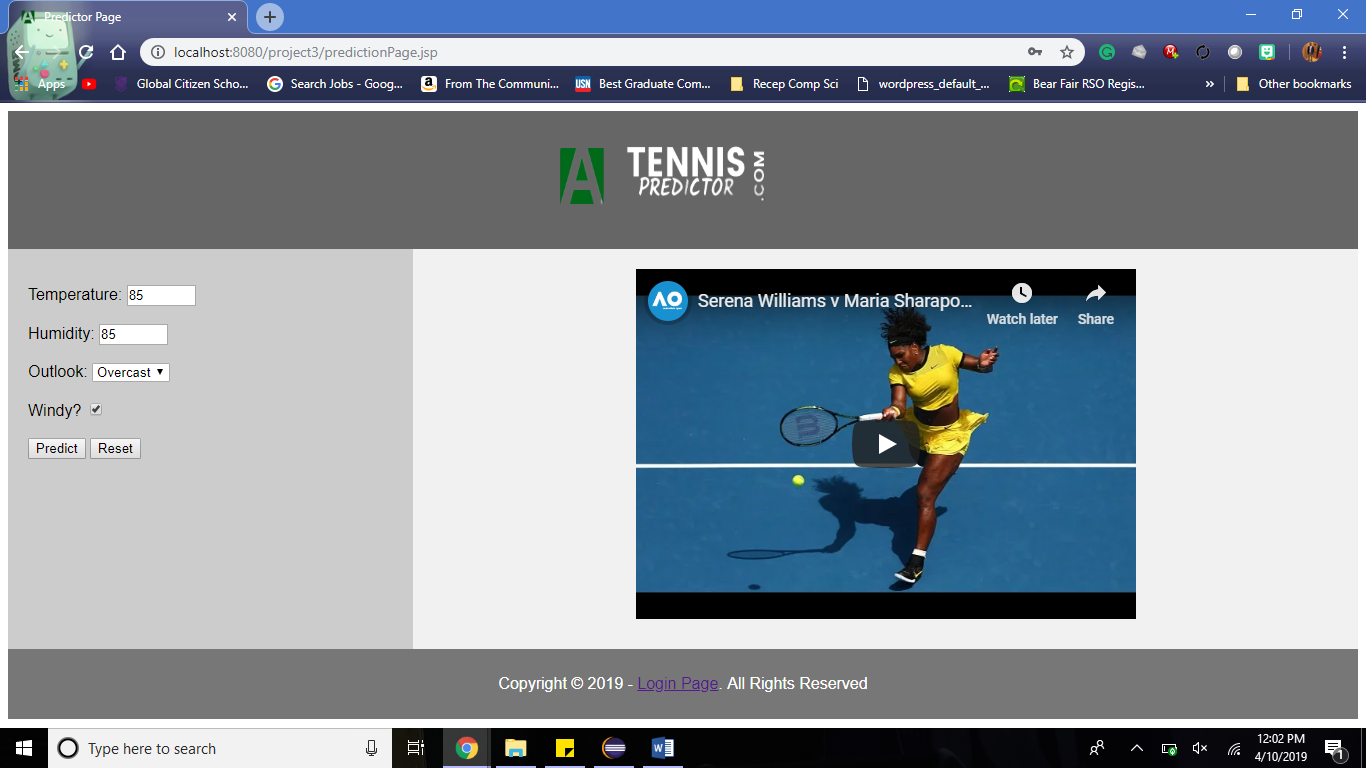 Predictor Page
localhost:8080/project3/predictionPage.jsp
Apps
Global Citizen Scho...
Search Jobs - Goog...
From The Communi...
USN Best Graduate Com...
Recep Comp Sci
wordpress_default_...
Bear Fair RSO Regis...
»
Other bookmarks
A TENNIS
PREDICTOR
.COM
Temperature: 85
Humidity: 85
Outlook: Overcast
Windy?
Predict Reset
AO Serena Williams v Maria Sharapo...
Watch later
Share
Copyright © 2019 - Login Page. All Rights Reserved
Type here to search
12:02 PM
4/10/2019
1